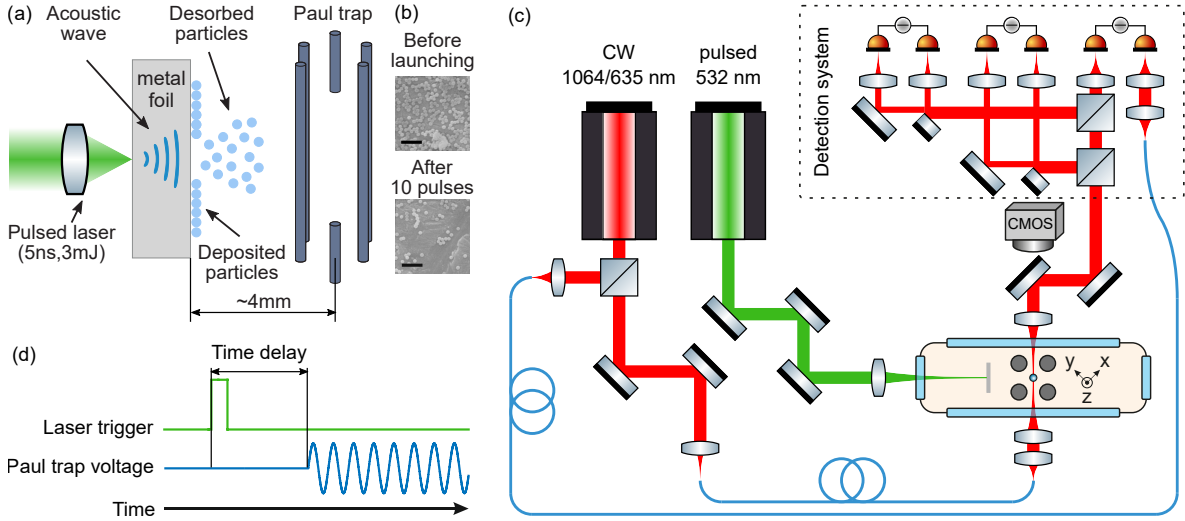 (a)
Acoustic
wave
Desorbed
particles
Paul trap
metal
foil
Pulsed laser
(5ns,3mJ)
Deposited
particles
~4mm
(b)
Before
launching
After
10 pulses
(c)
CW
1064/635 nm
pulsed
532 nm
Detection system
CMOS
y
x
z
(d)
Time delay
Laser trigger
Paul trap voltage
Time